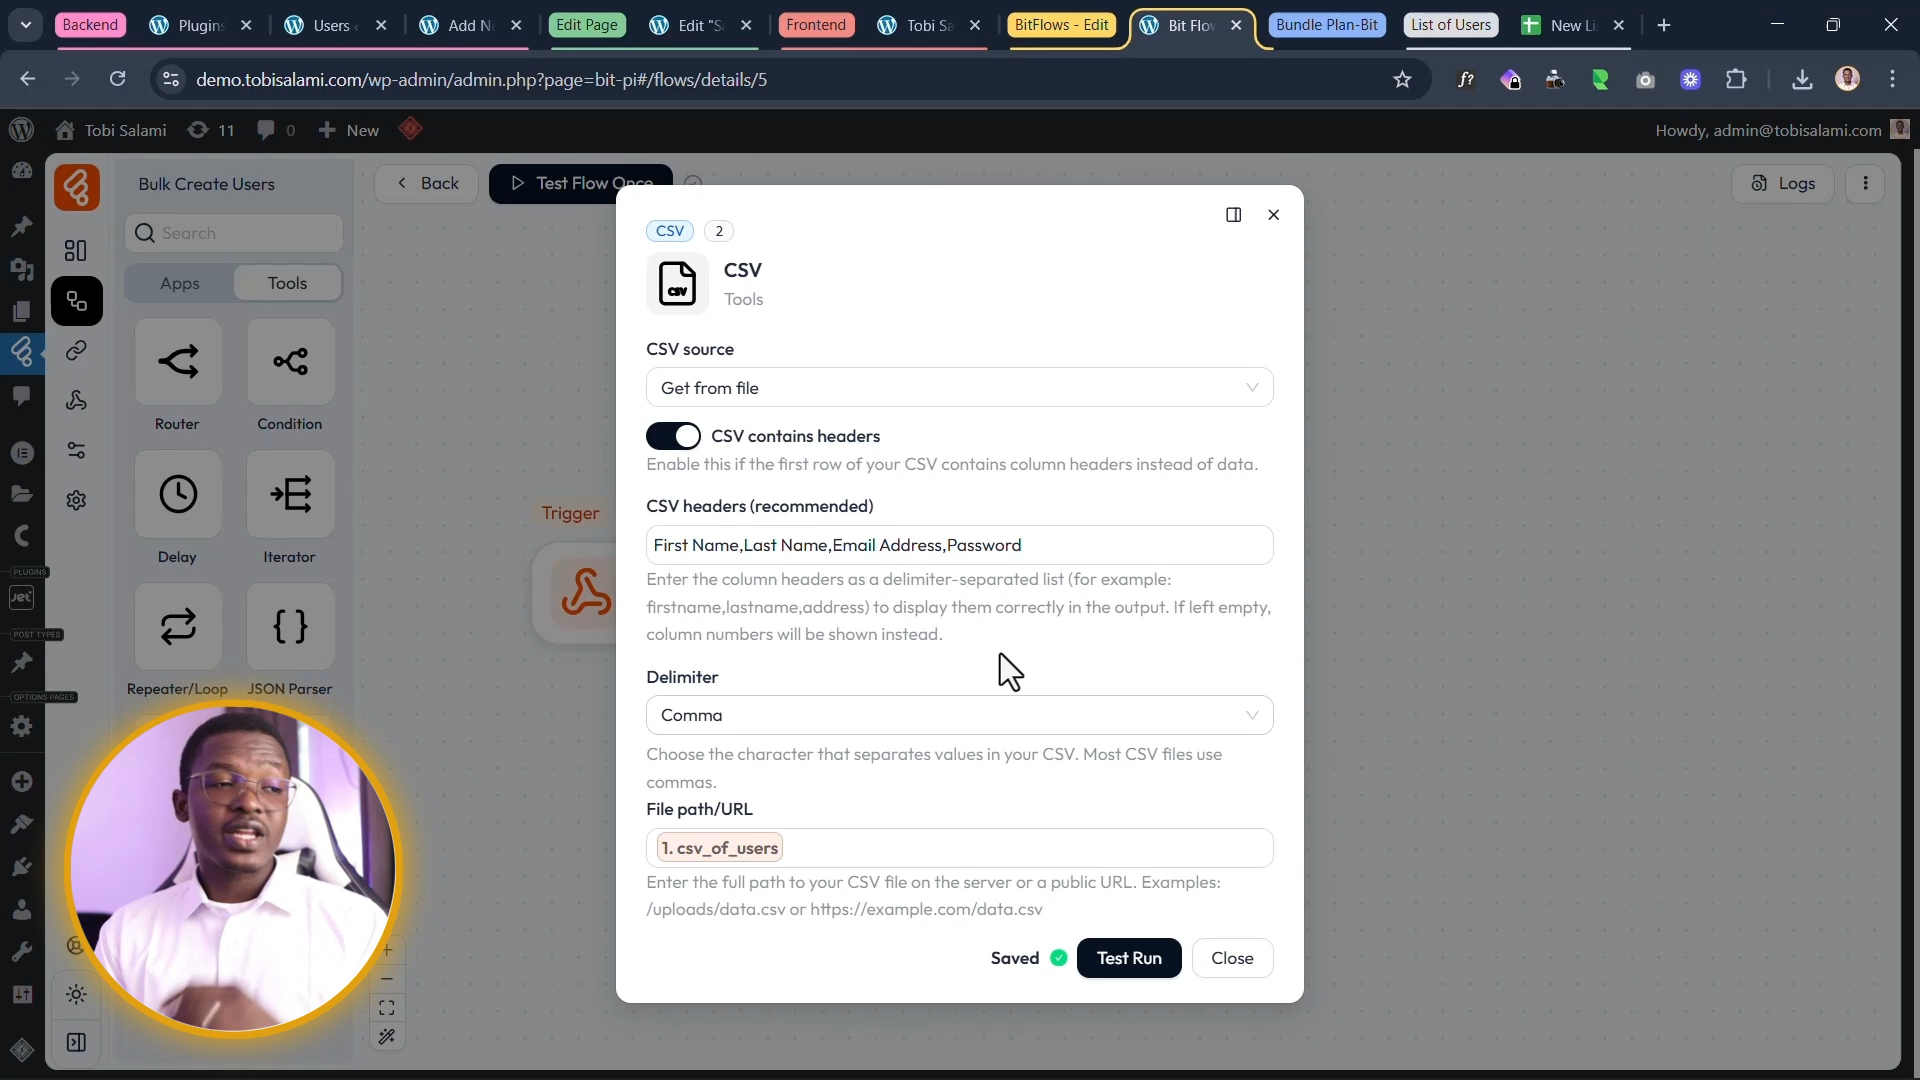 Backend
Plugins
Users
Add Ne
Edit Page
Edit "S
Frontend
Tobi Sa
BitFlows - Edit
Bit Flow
Bundle Plan-Bit
List of Users
New Li
demo.tobisalami.com/wp-admin/admin.php?page=bit-pi#/flows/details/5
f?
Tobi Salami
11
0
New
Howdy, admin@tobisalami.com
Bulk Create Users
Back
Test Flow Once
Logs
Search
Apps
Tools
Router
Condition
Delay
Iterator
Repeater/Loop
JSON Parser
PLUGINS
Jet
POST TYPES
OPTIONS PAGES
Trigger
CSV
2
CSV
CSV
Tools
CSV source
Get from file
CSV contains headers
Enable this if the first row of your CSV contains column headers instead of data.
CSV headers (recommended)
First Name,Last Name,Email Address,Password
Enter the column headers as a delimiter-separated list (for example:
firstname,lastname,address) to display them correctly in the output. If left empty,
column numbers will be shown instead.
Delimiter
Comma
Choose the character that separates values in your CSV. Most CSV files use
commas.
File path/URL
1. csv_of_users
Enter the full path to your CSV file on the server or a public URL. Examples:
/uploads/data.csv or https://example.com/data.csv
Saved
Test Run
Close